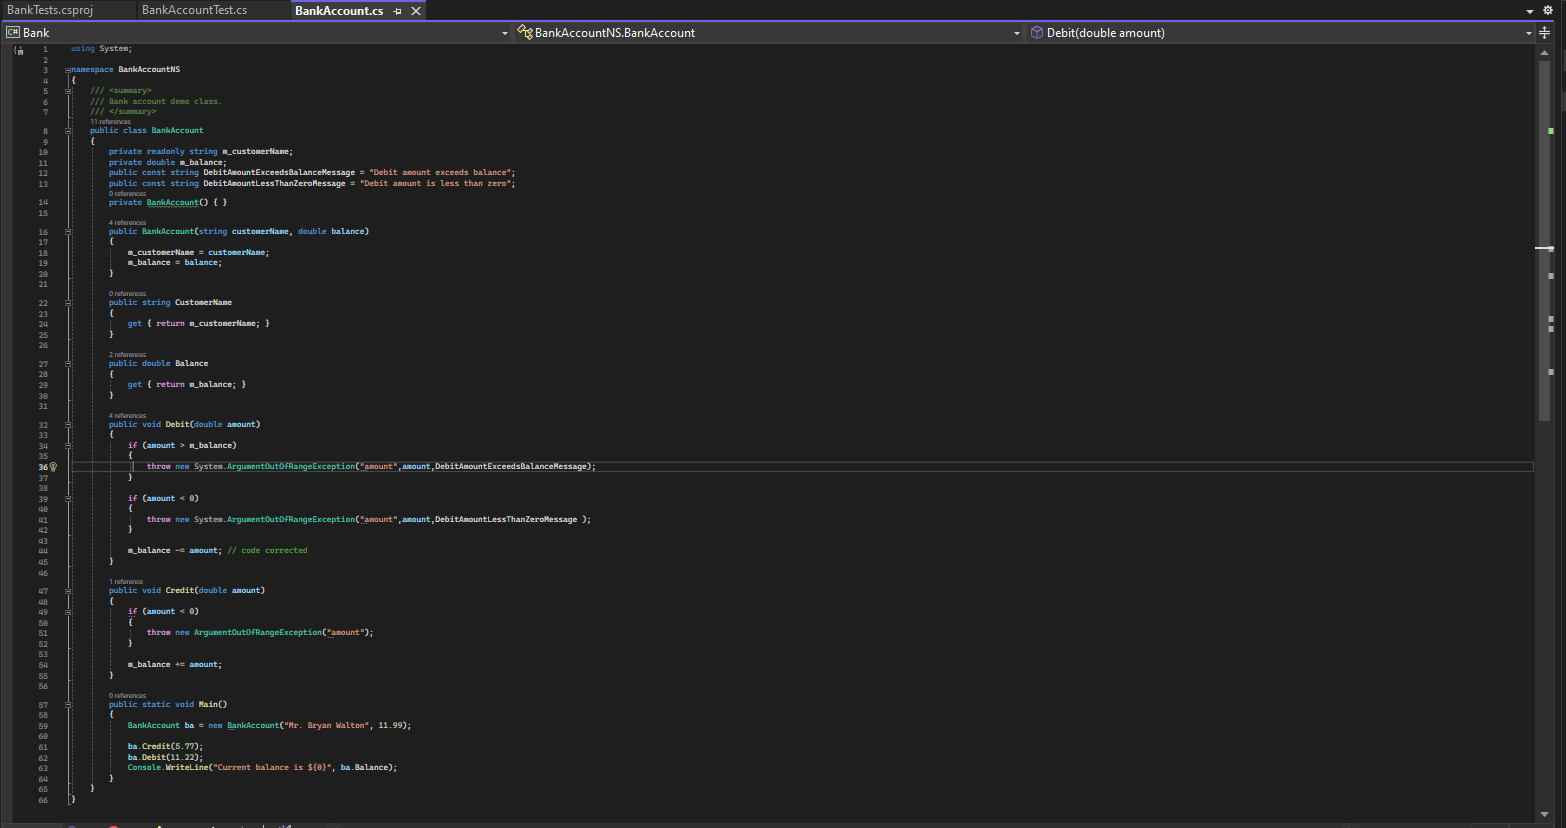 BankTests.csproj BankAccountTest.cs BankAccount.cs
C# Bank BankAccountNS.BankAccount Debit(double amount)
1 using System;
2
3 namespace BankAccountNS
4 {
5 /// <summary>
6 /// Bank account demo class.
7 /// </summary>
11 references
8 public class BankAccount
9 {
10 private readonly string m_customerName;
11 private double m_balance;
12 public const string DebitAmountExceedsBalanceMessage = "Debit amount exceeds balance";
13 public const string DebitAmountLessThanZeroMessage = "Debit amount is less than zero";
0 references
14 private BankAccount() { }
15
4 references
16 public BankAccount(string customerName, double balance)
17 {
18 m_customerName = customerName;
19 m_balance = balance;
20 }
21
0 references
22 public string CustomerName
23 {
24 get { return m_customerName; }
25 }
26
2 references
27 public double Balance
28 {
29 get { return m_balance; }
30 }
31
4 references
32 public void Debit(double amount)
33 {
34 if (amount > m_balance)
35 {
36 throw new System.ArgumentOutOfRangeException("amount",amount,DebitAmountExceedsBalanceMessage);
37 }
38
39 if (amount < 0)
40 {
41 throw new System.ArgumentOutOfRangeException("amount",amount,DebitAmountLessThanZeroMessage );
42 }
43
44 m_balance -= amount; // code corrected
45 }
46
1 reference
47 public void Credit(double amount)
48 {
49 if (amount < 0)
50 {
51 throw new ArgumentOutOfRangeException("amount");
52 }
53
54 m_balance += amount;
55 }
56
0 references
57 public static void Main()
58 {
59 BankAccount ba = new BankAccount("Mr. Bryan Walton", 11.99);
60
61 ba.Credit(5.77);
62 ba.Debit(11.22);
63 Console.WriteLine("Current balance is ${0}", ba.Balance);
64 }
65 }
66 }